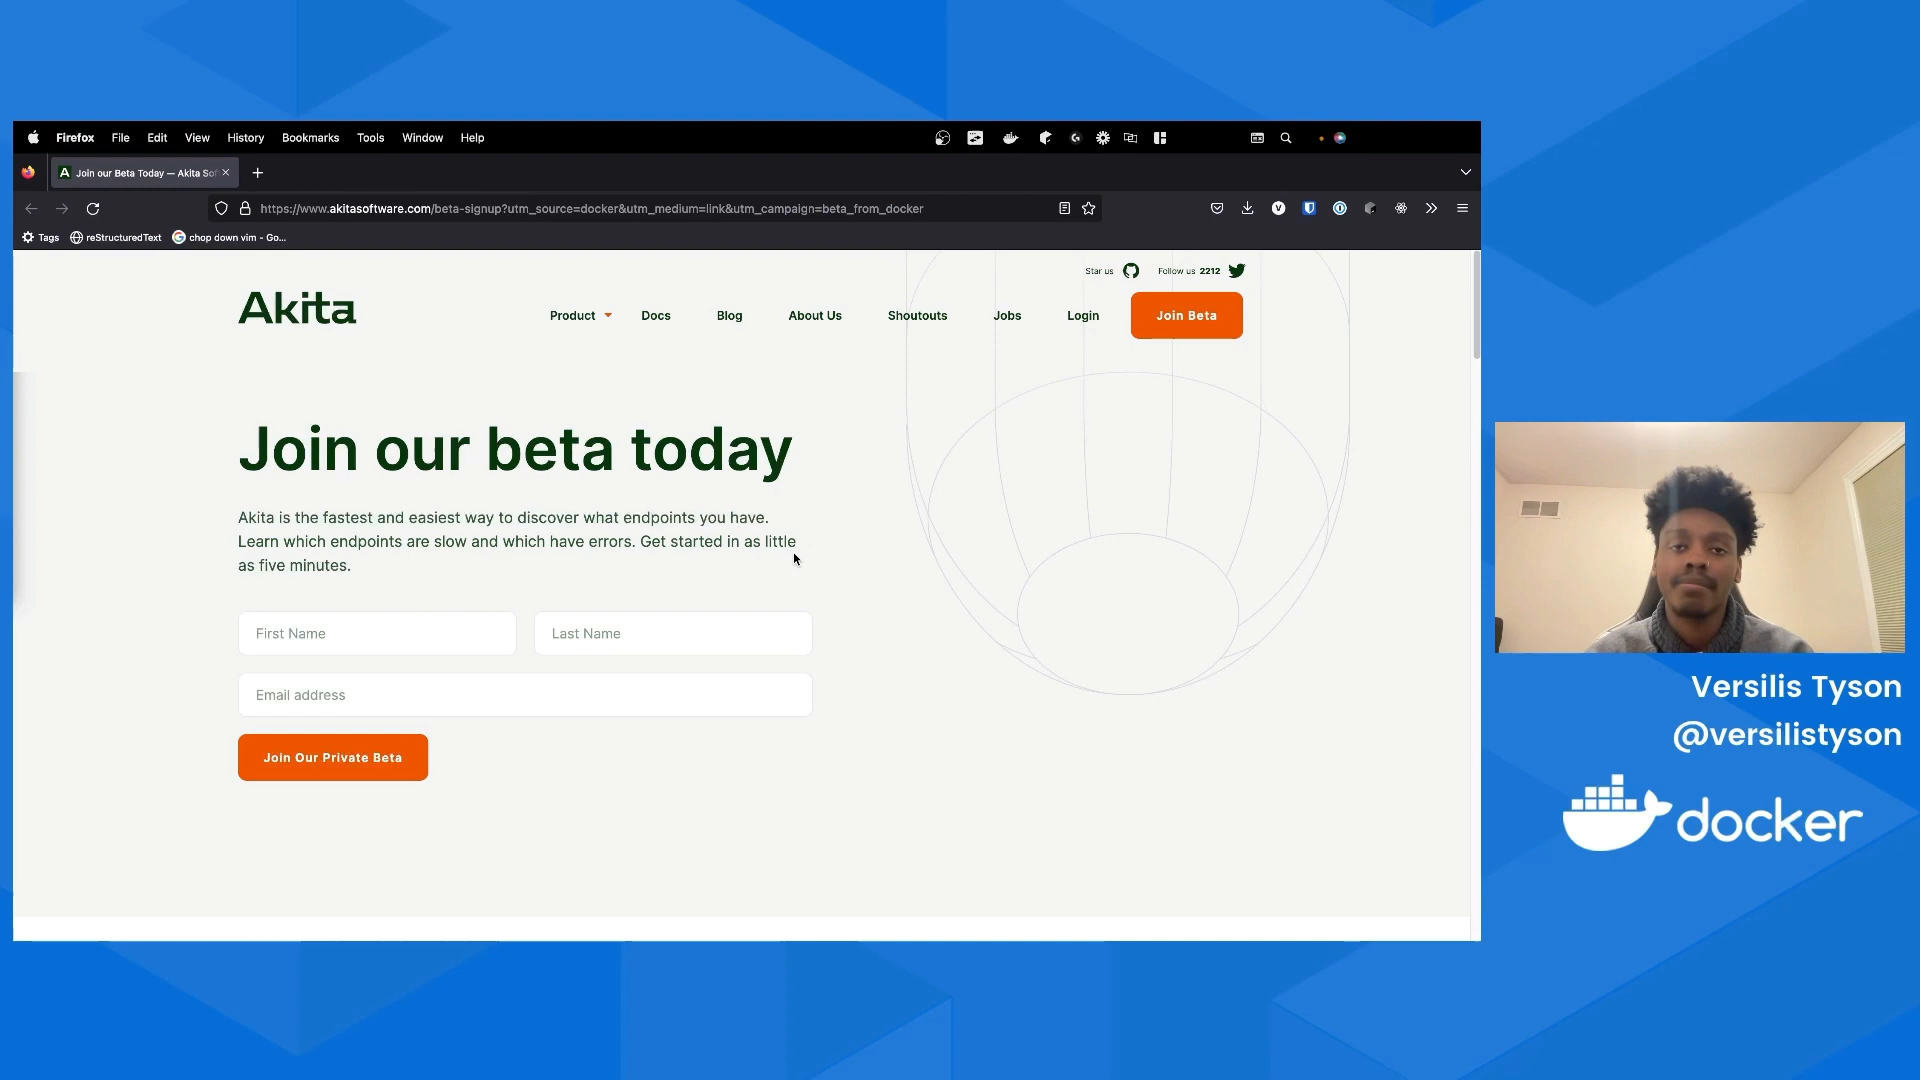 Firefox File Edit View History Bookmarks Tools Window Help
A Join our Beta Today — Akita Sof
https://www.akitasoftware.com/beta-signup?utm_source=docker&utm_medium=link&utm_campaign=beta_from_docker
Tags reStructuredText chop down vim - Go...
Star us Follow us 2212
Akita
Product Docs Blog About Us Shoutouts Jobs Login Join Beta
Join our beta today
Akita is the fastest and easiest way to discover what endpoints you have.
Learn which endpoints are slow and which have errors. Get started in as little
as five minutes.
First Name Last Name
Email address
Join Our Private Beta
Versilis Tyson
@versilistyson
docker